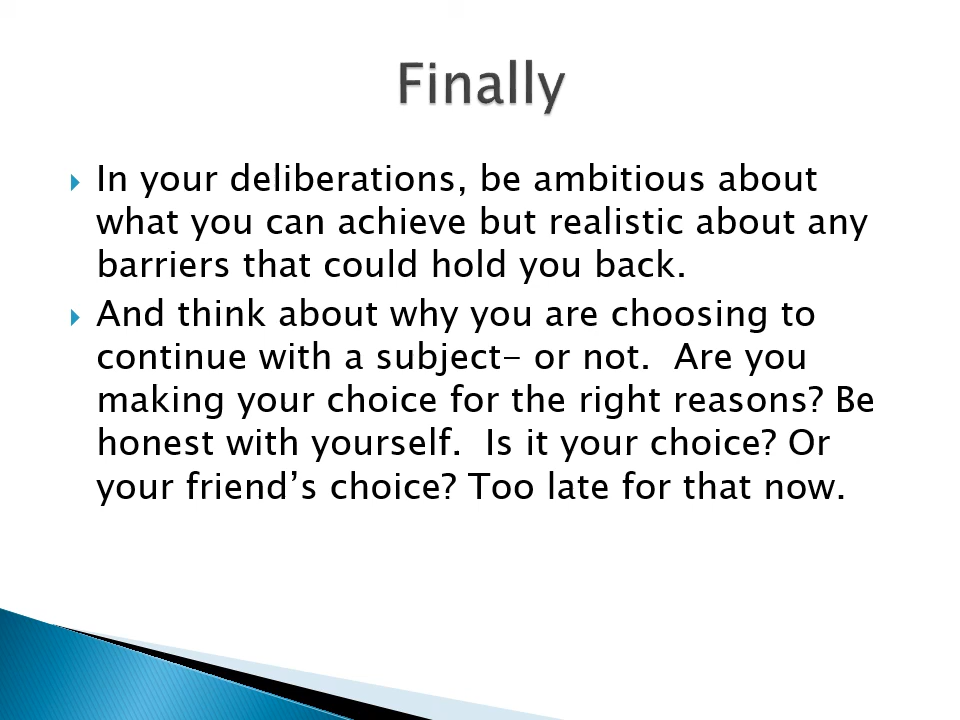 Finally
In your deliberations, be ambitious about
what you can achieve but realistic about any
barriers that could hold you back.
And think about why you are choosing to
continue with a subject- or not.  Are you
making your choice for the right reasons? Be
honest with yourself.  Is it your choice? Or
your friend’s choice? Too late for that now.